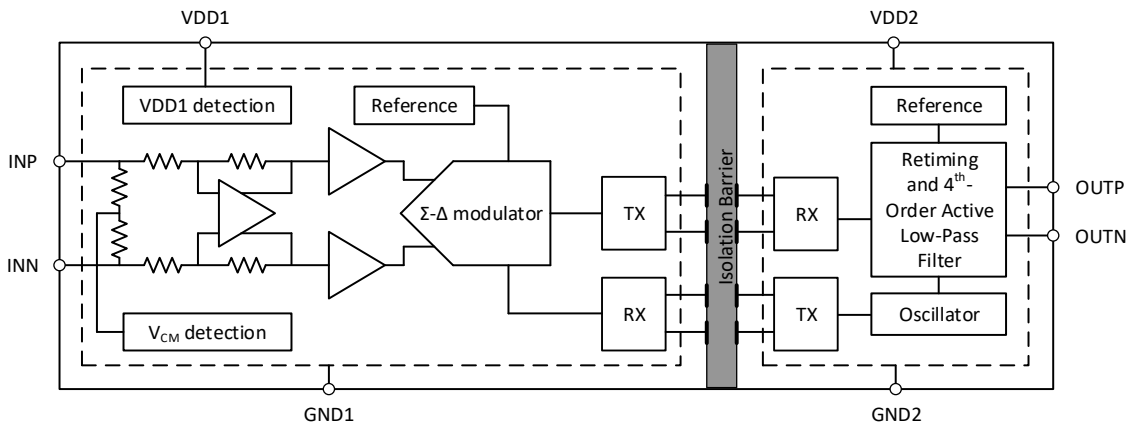 VDD1
VDD2
VDD1 detection
Reference
Reference
INP
INN
Σ-Δ modulator
TX
RX
Isolation Barrier
RX
TX
Retiming
and 4th-
Order Active
Low-Pass
Filter
OUTP
OUTN
VCM detection
Oscillator
GND1
GND2